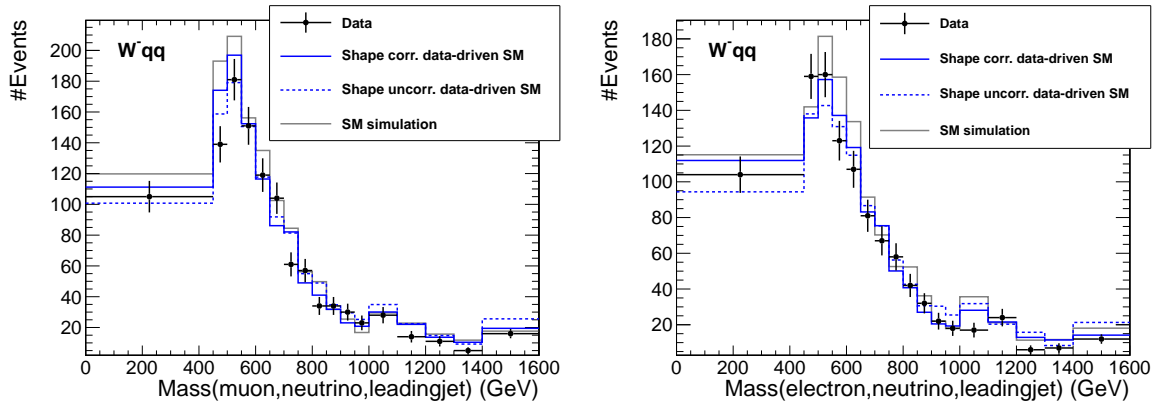 #Events
W⁻qq
Data
Shape corr. data-driven SM
Shape uncorr. data-driven SM
SM simulation
200
180
160
140
120
100
80
60
40
20
0 200 400 600 800 1000 1200 1400 1600
Mass(muon,neutrino,leadingjet) (GeV)
#Events
W⁻qq
Data
Shape corr. data-driven SM
Shape uncorr. data-driven SM
SM simulation
180
160
140
120
100
80
60
40
20
0 200 400 600 800 1000 1200 1400 1600
Mass(electron,neutrino,leadingjet) (GeV)